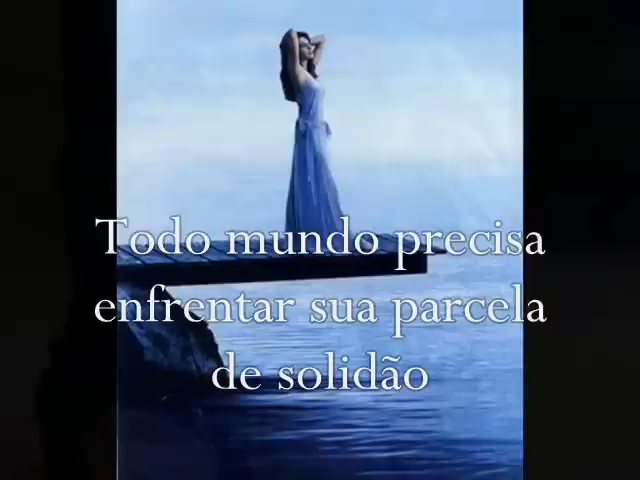 Todo mundo precisa
enfrentar sua parcela
de solidão